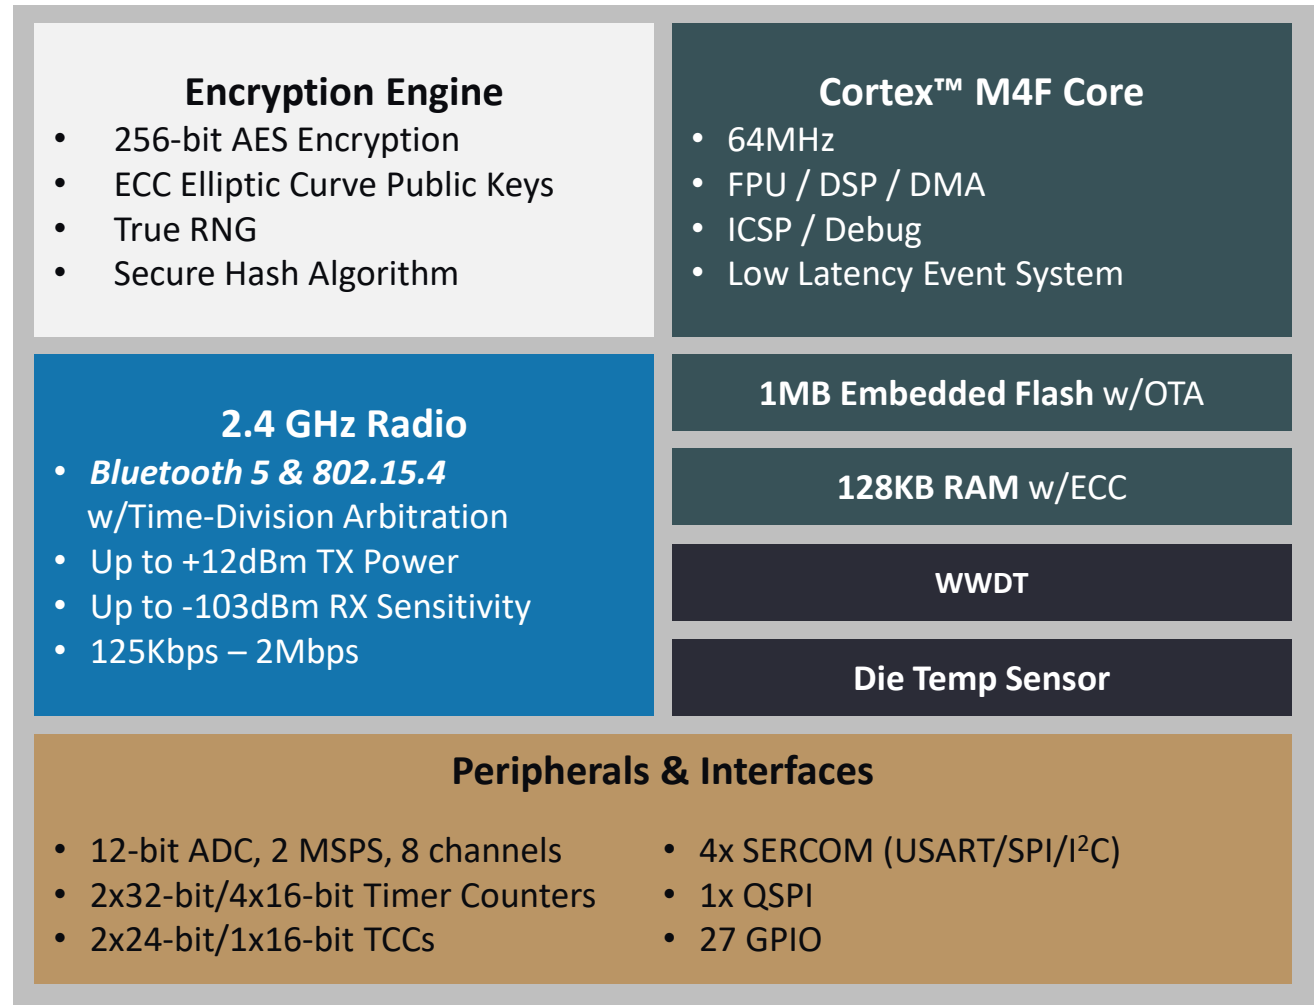 Encryption Engine
• 256-bit AES Encryption
• ECC Elliptic Curve Public Keys
• True RNG
• Secure Hash Algorithm
Cortex™ M4F Core
• 64MHz
• FPU / DSP / DMA
• ICSP / Debug
• Low Latency Event System
2.4 GHz Radio
• Bluetooth 5 & 802.15.4
w/Time-Division Arbitration
• Up to +12dBm TX Power
• Up to -103dBm RX Sensitivity
• 125Kbps – 2Mbps
1MB Embedded Flash w/OTA
128KB RAM w/ECC
WWDT
Die Temp Sensor
Peripherals & Interfaces
• 12-bit ADC, 2 MSPS, 8 channels
• 2x32-bit/4x16-bit Timer Counters
• 2x24-bit/1x16-bit TCCs
• 4x SERCOM (USART/SPI/I²C)
• 1x QSPI
• 27 GPIO